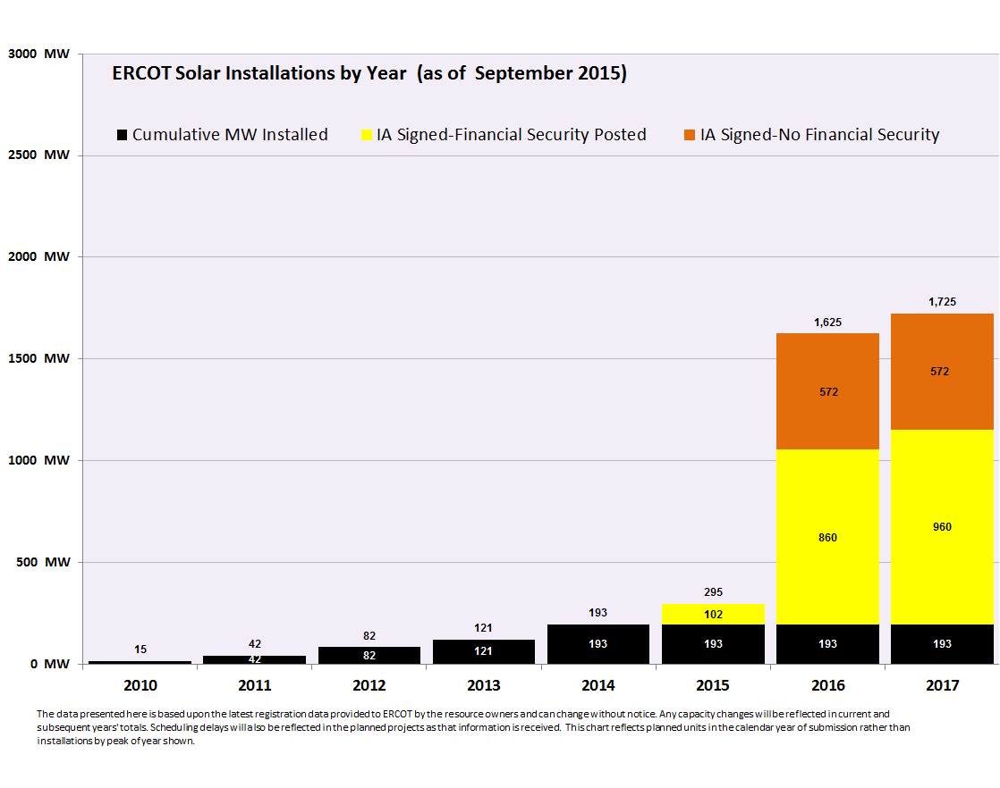 3000 MW
ERCOT Solar Installations by Year (as of September 2015)
Cumulative MW Installed IA Signed-Financial Security Posted IA Signed-No Financial Security
2500 MW
2000 MW
1,725
1,625
1500 MW
572
572
1000 MW
960
860
500 MW
295
193
102
121
82
42
15
193 193 193 193
121
82
42
0 MW
2010 2011 2012 2013 2014 2015 2016 2017
The data presented here is based upon the latest registration data provided to ERCOT by the resource owners and can change without notice. Any capacity changes will be reflected in current and
subsequent years' totals. Scheduling delays will also be reflected in the planned projects as that information is received. This chart reflects planned units in the calendar year of submission rather than
installations by peak of year shown.